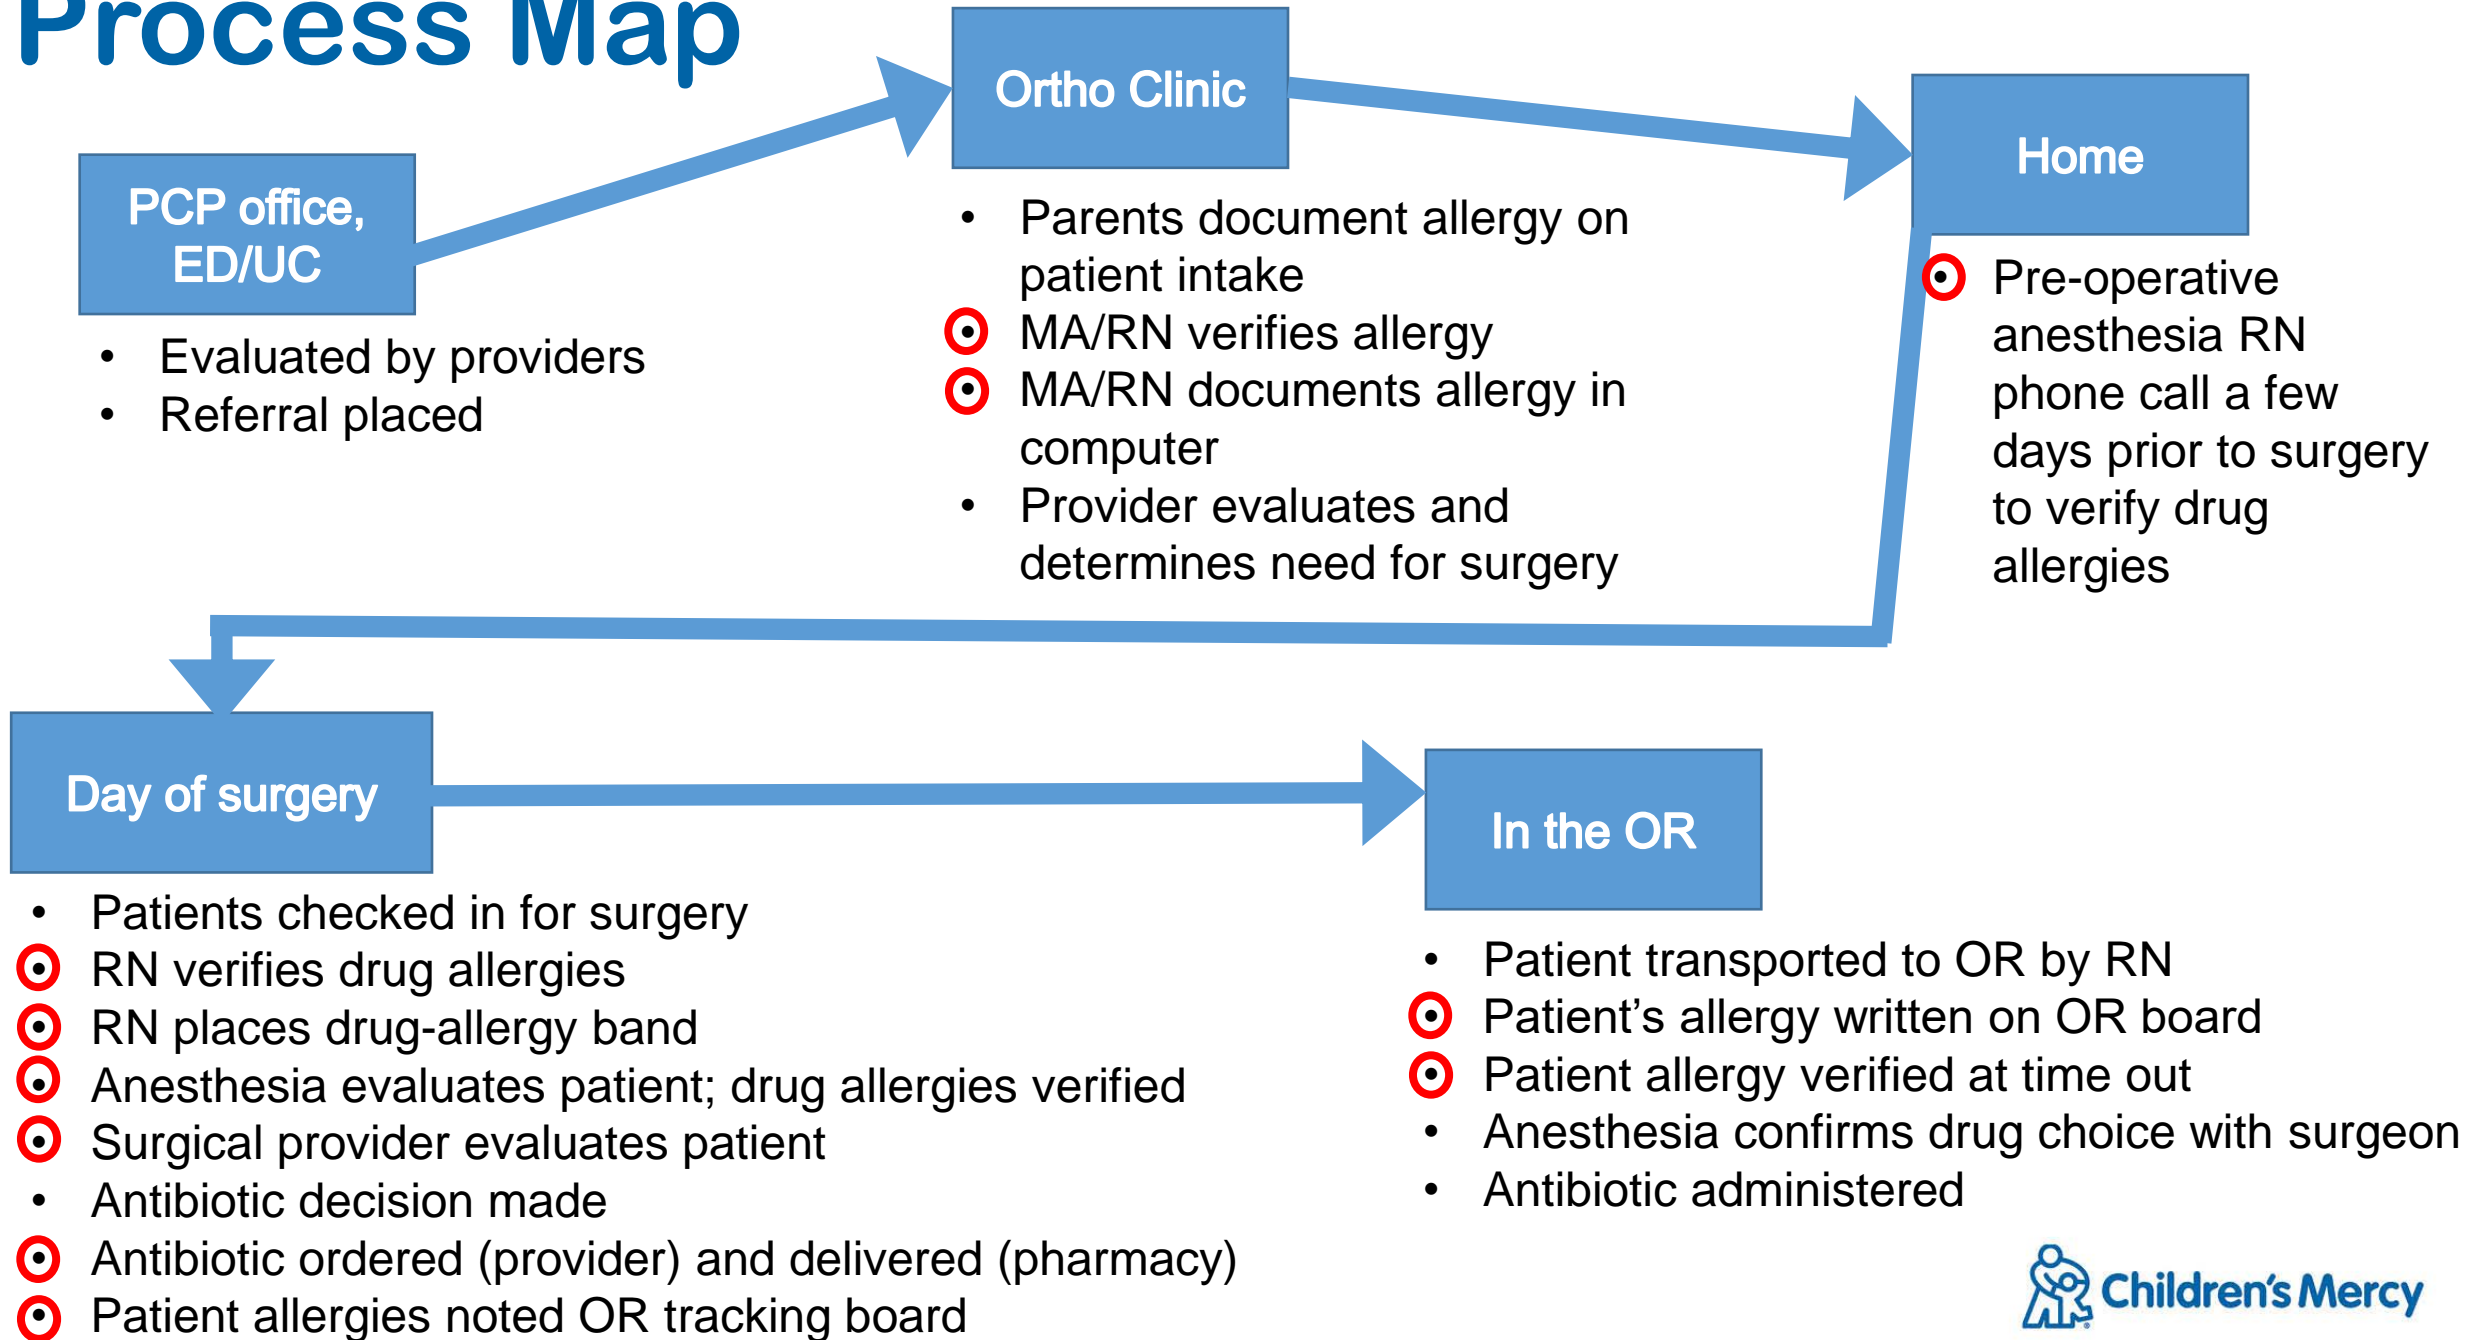 Process Map
PCP office,
ED/UC
• Evaluated by providers
• Referral placed
Ortho Clinic
• Parents document allergy on
patient intake
• MA/RN verifies allergy
• MA/RN documents allergy in
computer
• Provider evaluates and
determines need for surgery
Home
• Pre-operative
anesthesia RN
phone call a few
days prior to surgery
to verify drug
allergies
Day of surgery
• Patients checked in for surgery
• RN verifies drug allergies
• RN places drug-allergy band
• Anesthesia evaluates patient; drug allergies verified
• Surgical provider evaluates patient
• Antibiotic decision made
• Antibiotic ordered (provider) and delivered (pharmacy)
• Patient allergies noted OR tracking board
In the OR
• Patient transported to OR by RN
• Patient’s allergy written on OR board
• Patient allergy verified at time out
• Anesthesia confirms drug choice with surgeon
• Antibiotic administered
Children's Mercy